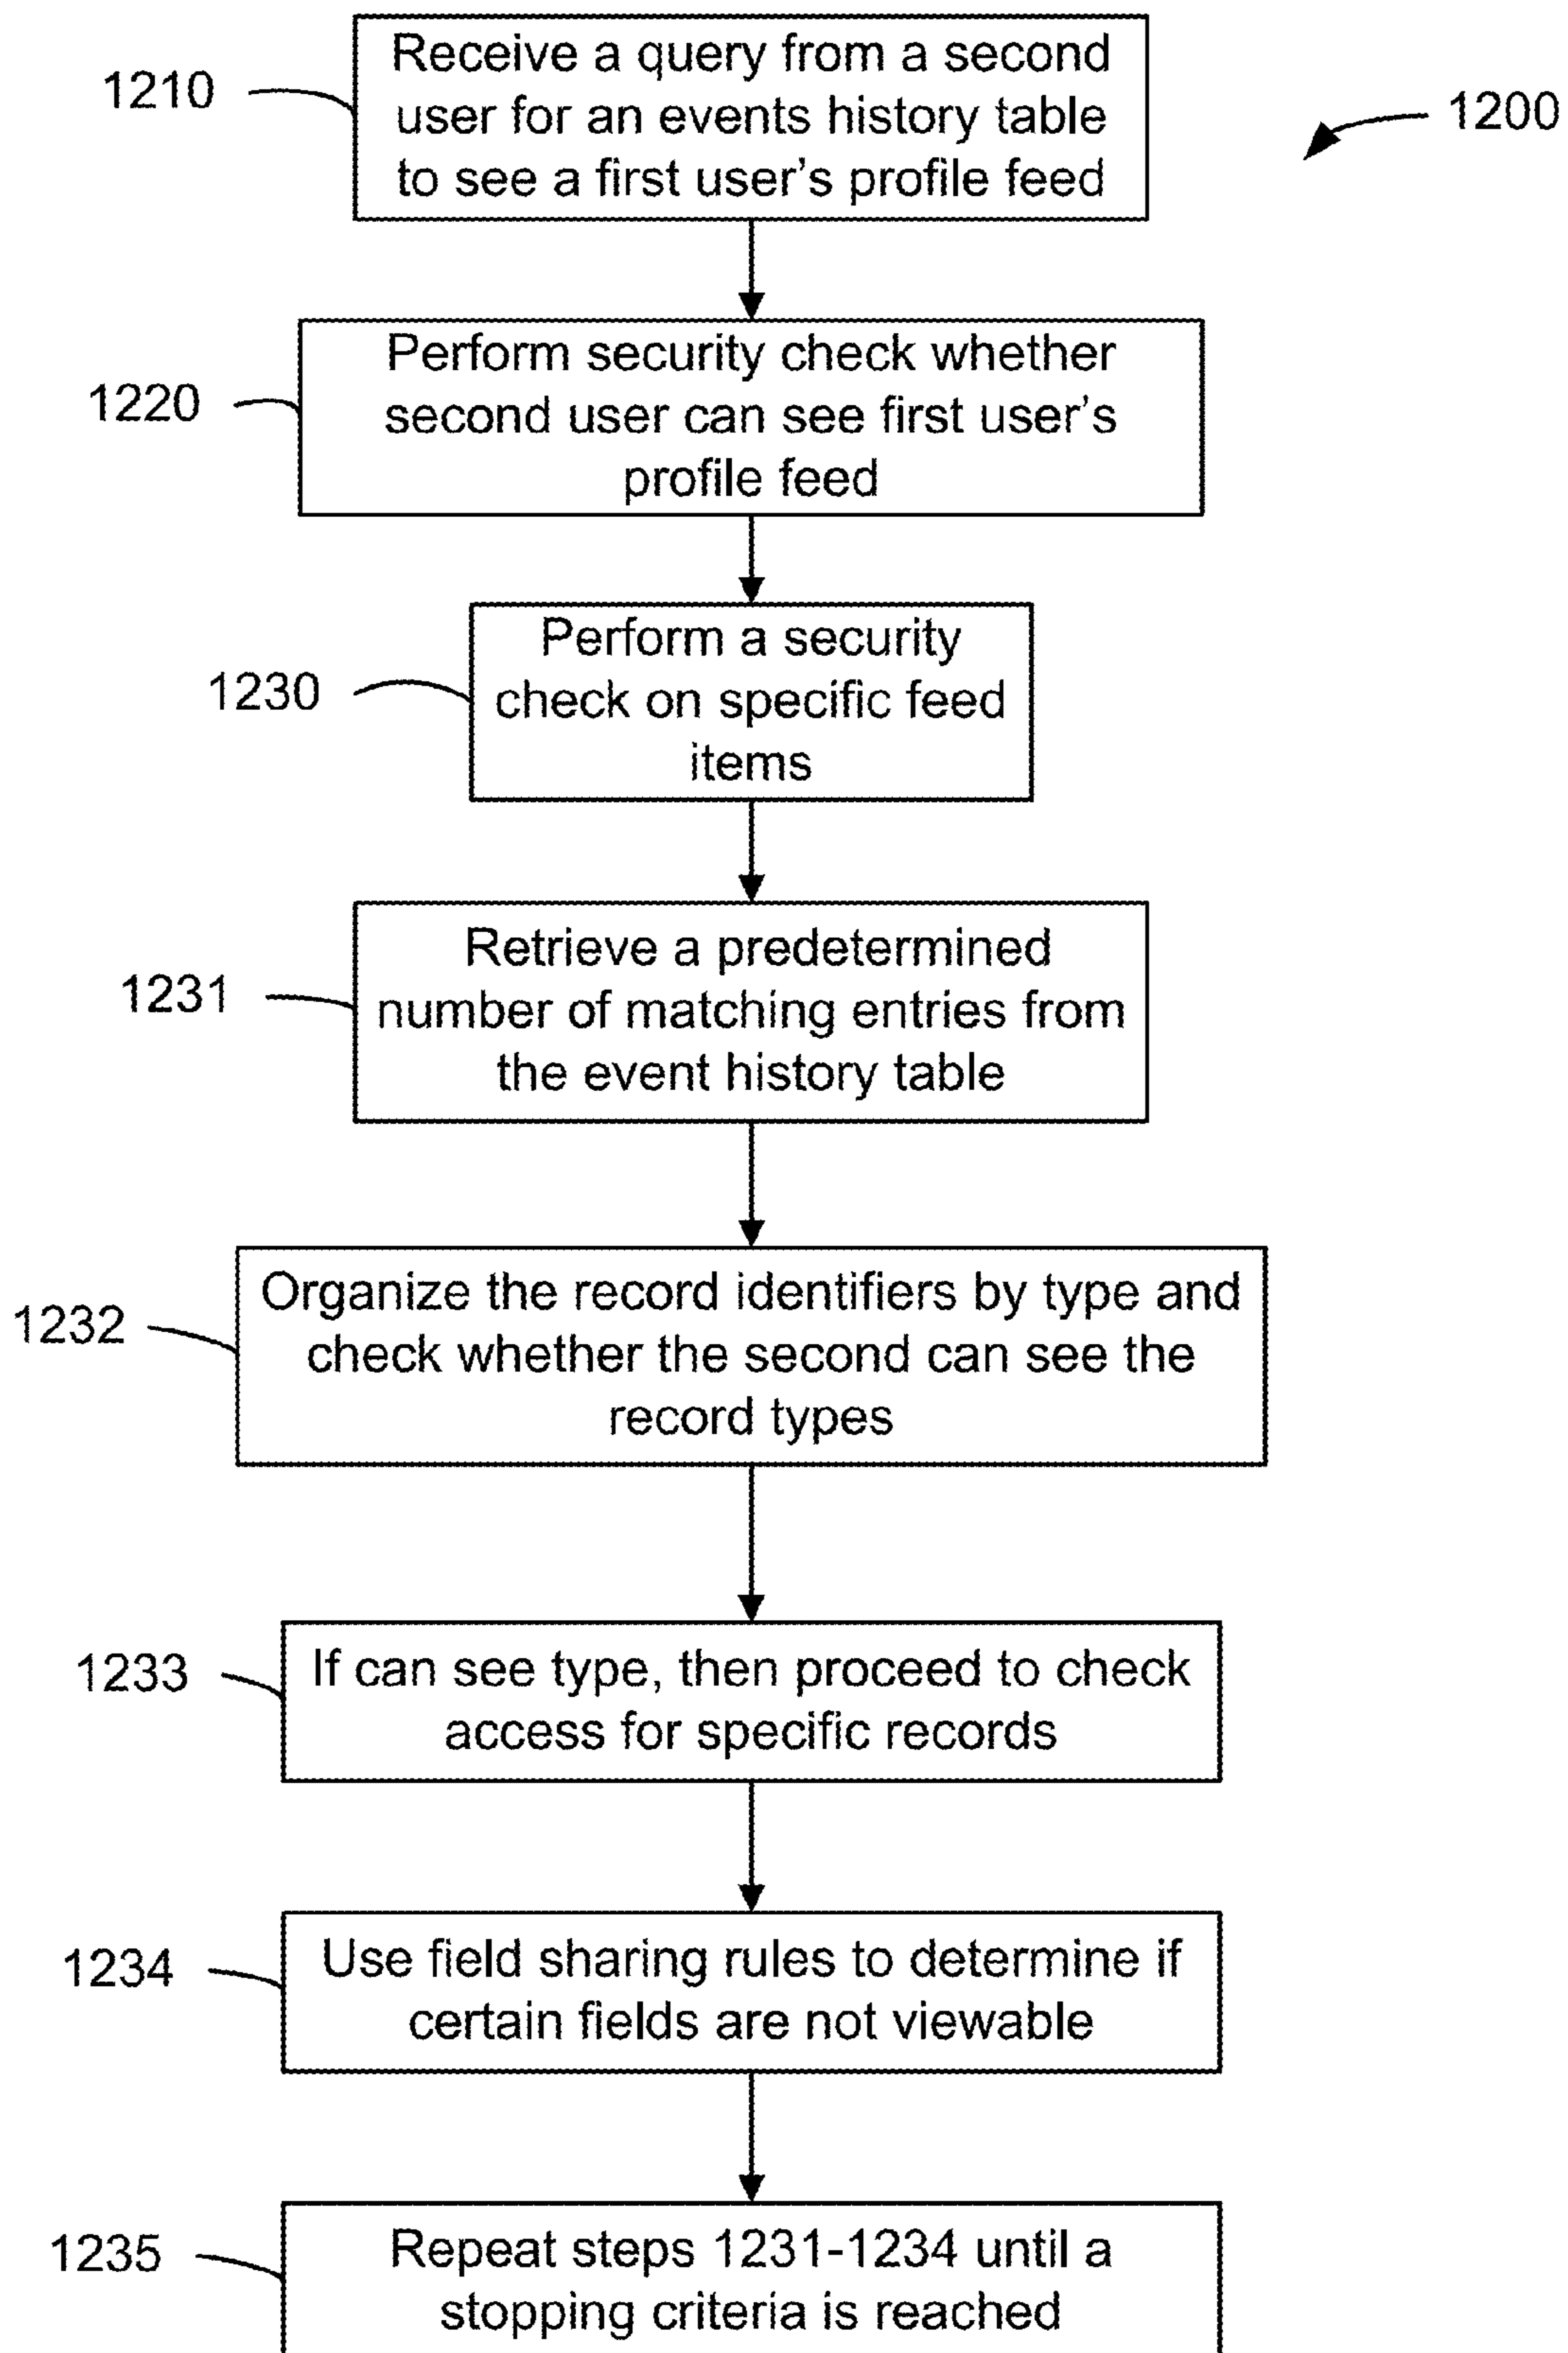 1200
1210
Receive a query from a second
user for an events history table
to see a first user's profile feed
1220
Perform security check whether
second user can see first user's
profile feed
1230
Perform a security
check on specific feed
items
1231
Retrieve a predetermined
number of matching entries from
the event history table
1232
Organize the record identifiers by type and
check whether the second can see the
record types
1233
If can see type, then proceed to check
access for specific records
1234
Use field sharing rules to determine if
certain fields are not viewable
1235
Repeat steps 1231-1234 until a
stopping criteria is reached